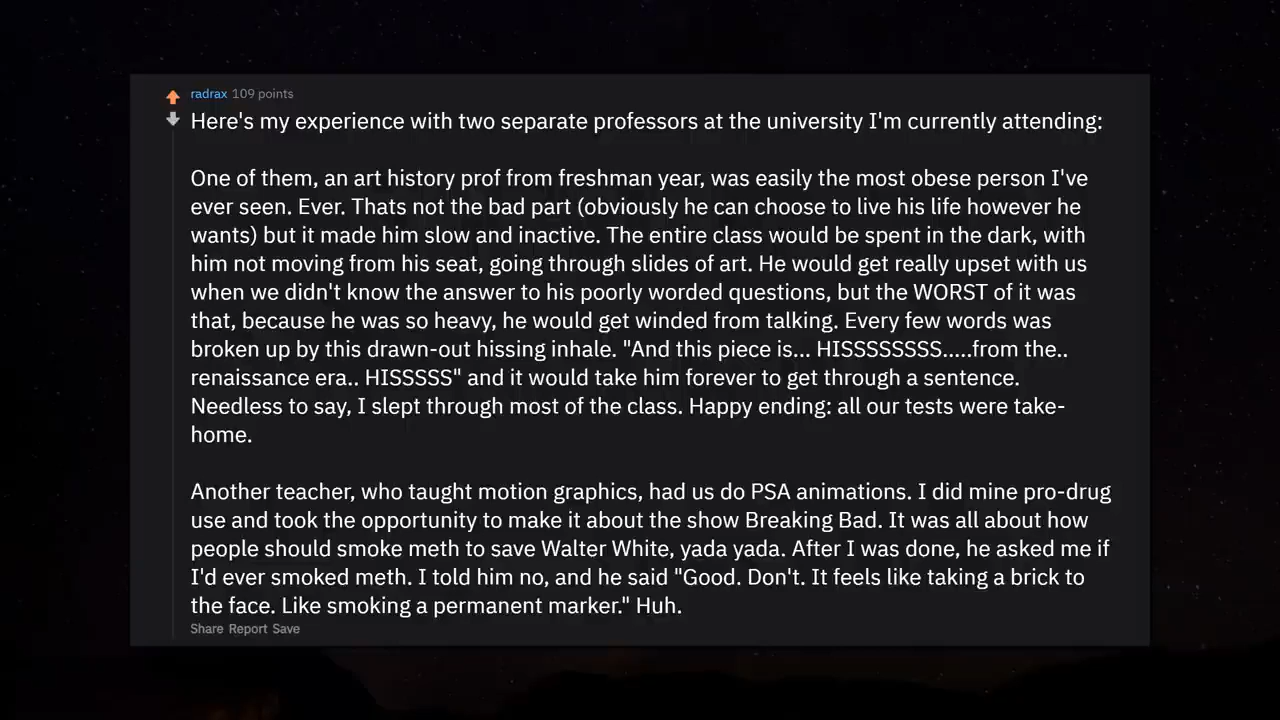 radrax 109 points
Here's my experience with two separate professors at the university I'm currently attending:
One of them, an art history prof from freshman year, was easily the most obese person I've
ever seen. Ever. Thats not the bad part (obviously he can choose to live his life however he
wants) but it made him slow and inactive. The entire class would be spent in the dark, with
him not moving from his seat, going through slides of art. He would get really upset with us
when we didn't know the answer to his poorly worded questions, but the WORST of it was
that, because he was so heavy, he would get winded from talking. Every few words was
broken up by this drawn-out hissing inhale. "And this piece is... HISSSSSSSS.....from the..
renaissance era.. HISSSSS" and it would take him forever to get through a sentence.
Needless to say, I slept through most of the class. Happy ending: all our tests were take-
home.
Another teacher, who taught motion graphics, had us do PSA animations. I did mine pro-drug
use and took the opportunity to make it about the show Breaking Bad. It was all about how
people should smoke meth to save Walter White, yada yada. After I was done, he asked me if
I'd ever smoked meth. I told him no, and he said "Good. Don't. It feels like taking a brick to
the face. Like smoking a permanent marker." Huh.
Share Report Save